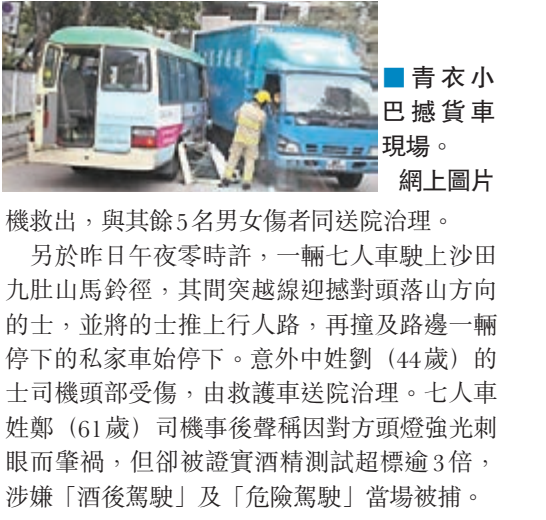 ■青衣小
巴撼貨車
現場。
網上圖片
機救出，與其餘5名男女傷者同送院治理。
另於昨日午夜零時許，一輛七人車駛上沙田
九肚山馬鈴徑，其間突越線迎撼對頭落山方向
的士，並將的士推上行人路，再撞及路邊一輛
停下的私家車始停下。意外中姓劉（44歲）的
士司機頭部受傷，由救護車送院治理。七人車
姓鄭（61歲）司機事後聲稱因對方頭燈強光刺
眼而肇禍，但卻被證實酒精測試超標逾3倍，
涉嫌「酒後駕駛」及「危險駕駛」當場被捕。